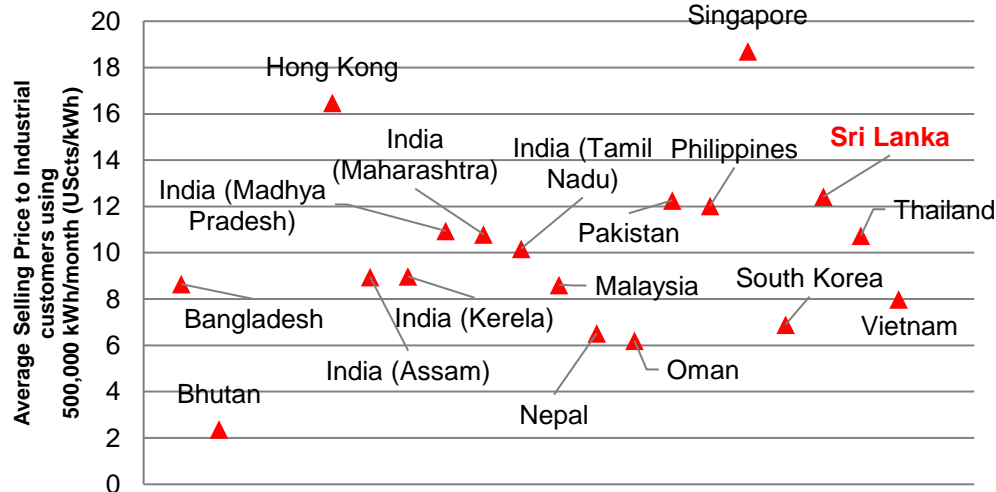 Average Selling Price to Industrial
customers using
500,000 kWh/month (UScts/kWh)
20
18
16
14
12
10
8
6
4
2
0
Singapore
Hong Kong
India
(Maharashtra)
India (Tamil
Nadu)
Philippines
Sri Lanka
India (Madhya
Pradesh)
Pakistan
Thailand
Bangladesh
India (Kerela)
Malaysia
South Korea
Vietnam
India (Assam)
Oman
Bhutan
Nepal